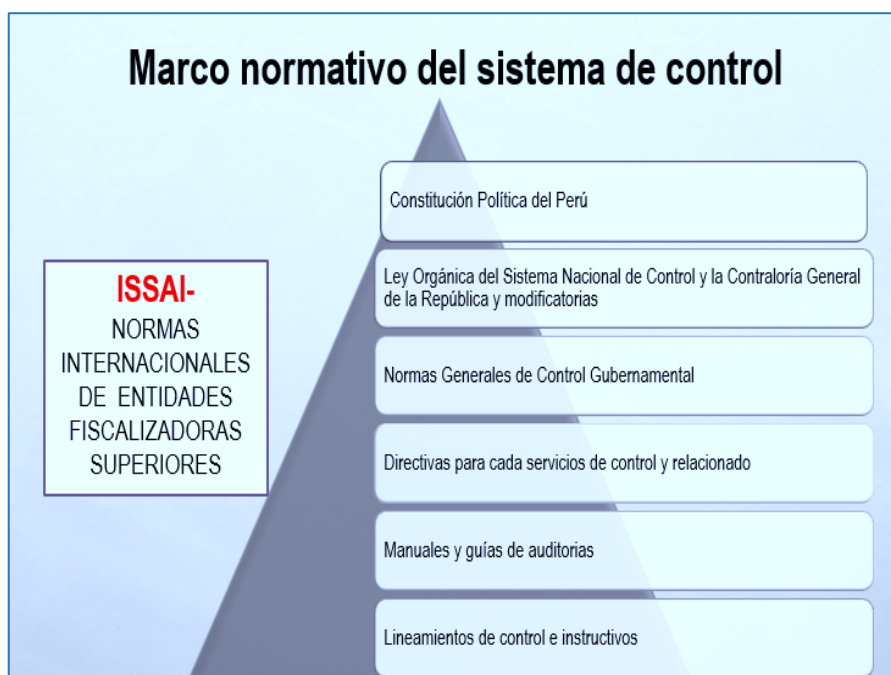 Marco normativo del sistema de control
ISSAI-
NORMAS
INTERNACIONALES
DE ENTIDADES
FISCALIZADORAS
SUPERIORES
Constitución Política del Perú
Ley Orgánica del Sistema Nacional de Control y la Contraloría General
de la República y modificatorias
Normas Generales de Control Gubernamental
Directivas para cada servicios de control y relacionado
Manuales y guías de auditorias
Lineamientos de control e instructivos